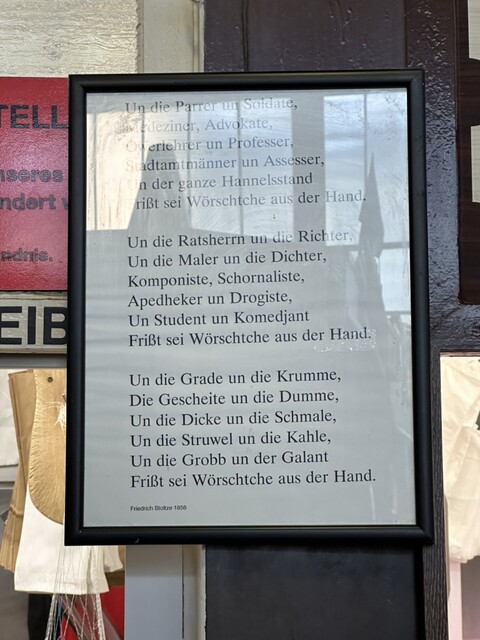 TELL
nseres
ndert
ndnis.
EIB
Un die Parrer un Soldate,
Medeziner, Advokate,
Owerlehrer un Professer,
Stadtamtmänner un Assesser,
Un der ganze Hannelsstand
Frißt sei Wörschtche aus der Hand.
Un die Ratsherrn un die Richter,
Un die Maler un die Dichter,
Komponiste, Schornaliste,
Apedheker un Drogiste,
Un Student un Komedjant
Frißt sei Wörschtche aus der Hand.
Un die Grade un die Krumme,
Die Gescheite un die Dumme,
Un die Dicke un die Schmale,
Un die Struwel un die Kahle,
Un die Grobb un der Galant
Frißt sei Wörschtche aus der Hand.
Friedrich Stoltze 1856